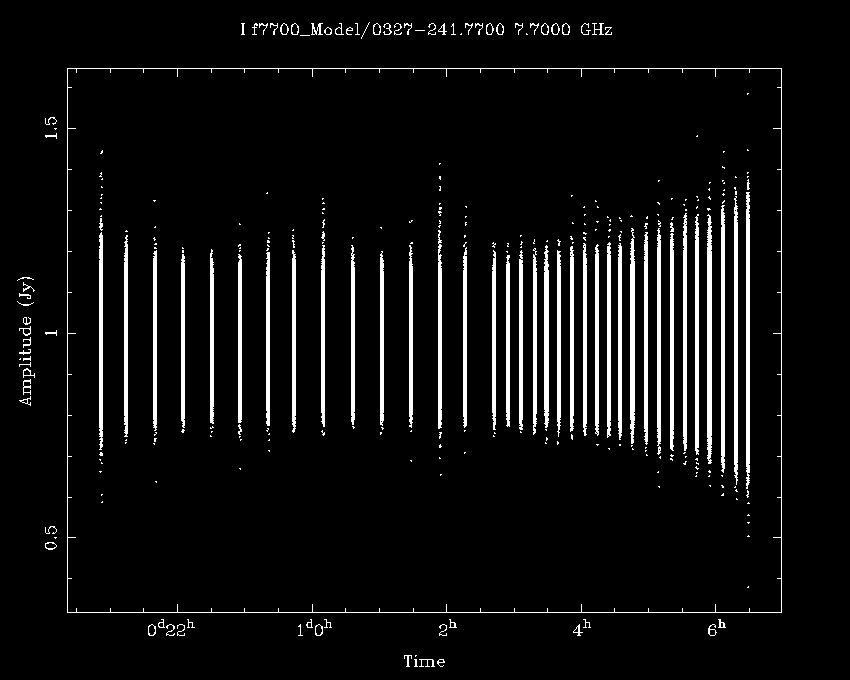 I f7700_Model/0327-241.7700 7.7000 GHz
1.5
1
0.5
Amplitude (Jy)
0ᵈ22ʰ 1ᵈ0ʰ 2ʰ 4ʰ 6ʰ
Time